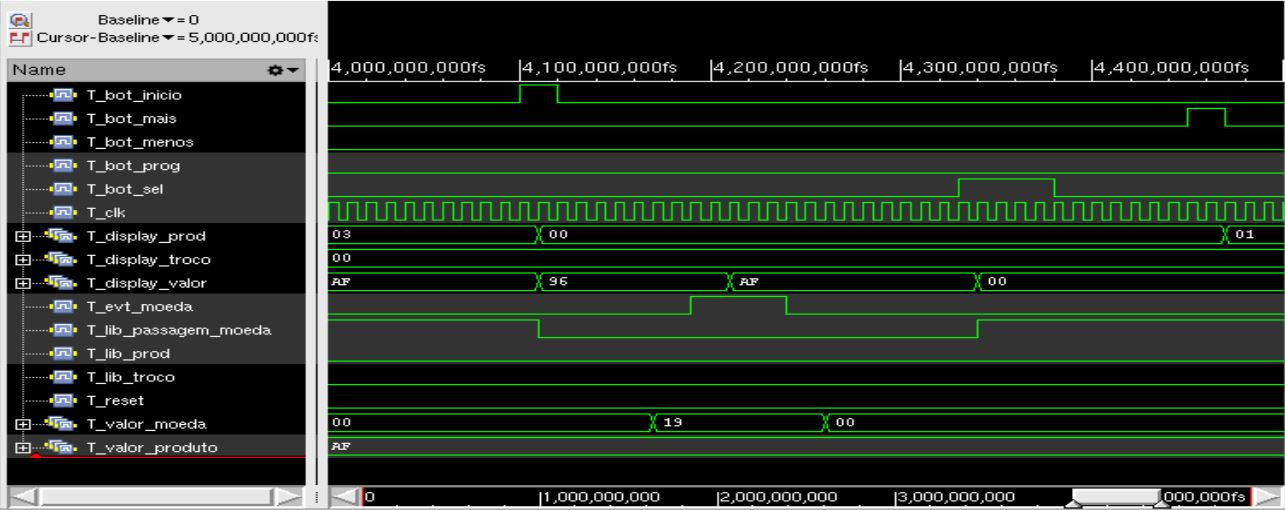 Baseline ▼= 0
Cursor-Baseline ▼= 5,000,000,000fs
Name
4,000,000,000fs 4,100,000,000fs 4,200,000,000fs 4,300,000,000fs 4,400,000,000fs
T_bot_inicio
T_bot_mais
T_bot_menos
T_bot_prog
T_bot_sel
T_clk
T_display_prod 03 00 01
T_display_troco 00
T_display_valor AF 96 AF 00
T_evt_moeda
T_lib_passagem_moeda
T_lib_prod
T_lib_troco
T_reset
T_valor_moeda 00 19 00
T_valor_produto AF
0 1,000,000,000 2,000,000,000 3,000,000,000 000,000fs